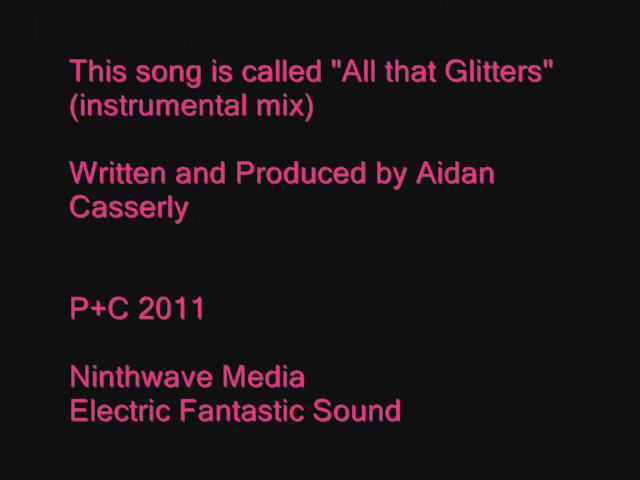 This song is called "All that Glitters"
(instrumental mix)
Written and Produced by Aidan
Casserly
P+C 2011
Ninthwave Media
Electric Fantastic Sound